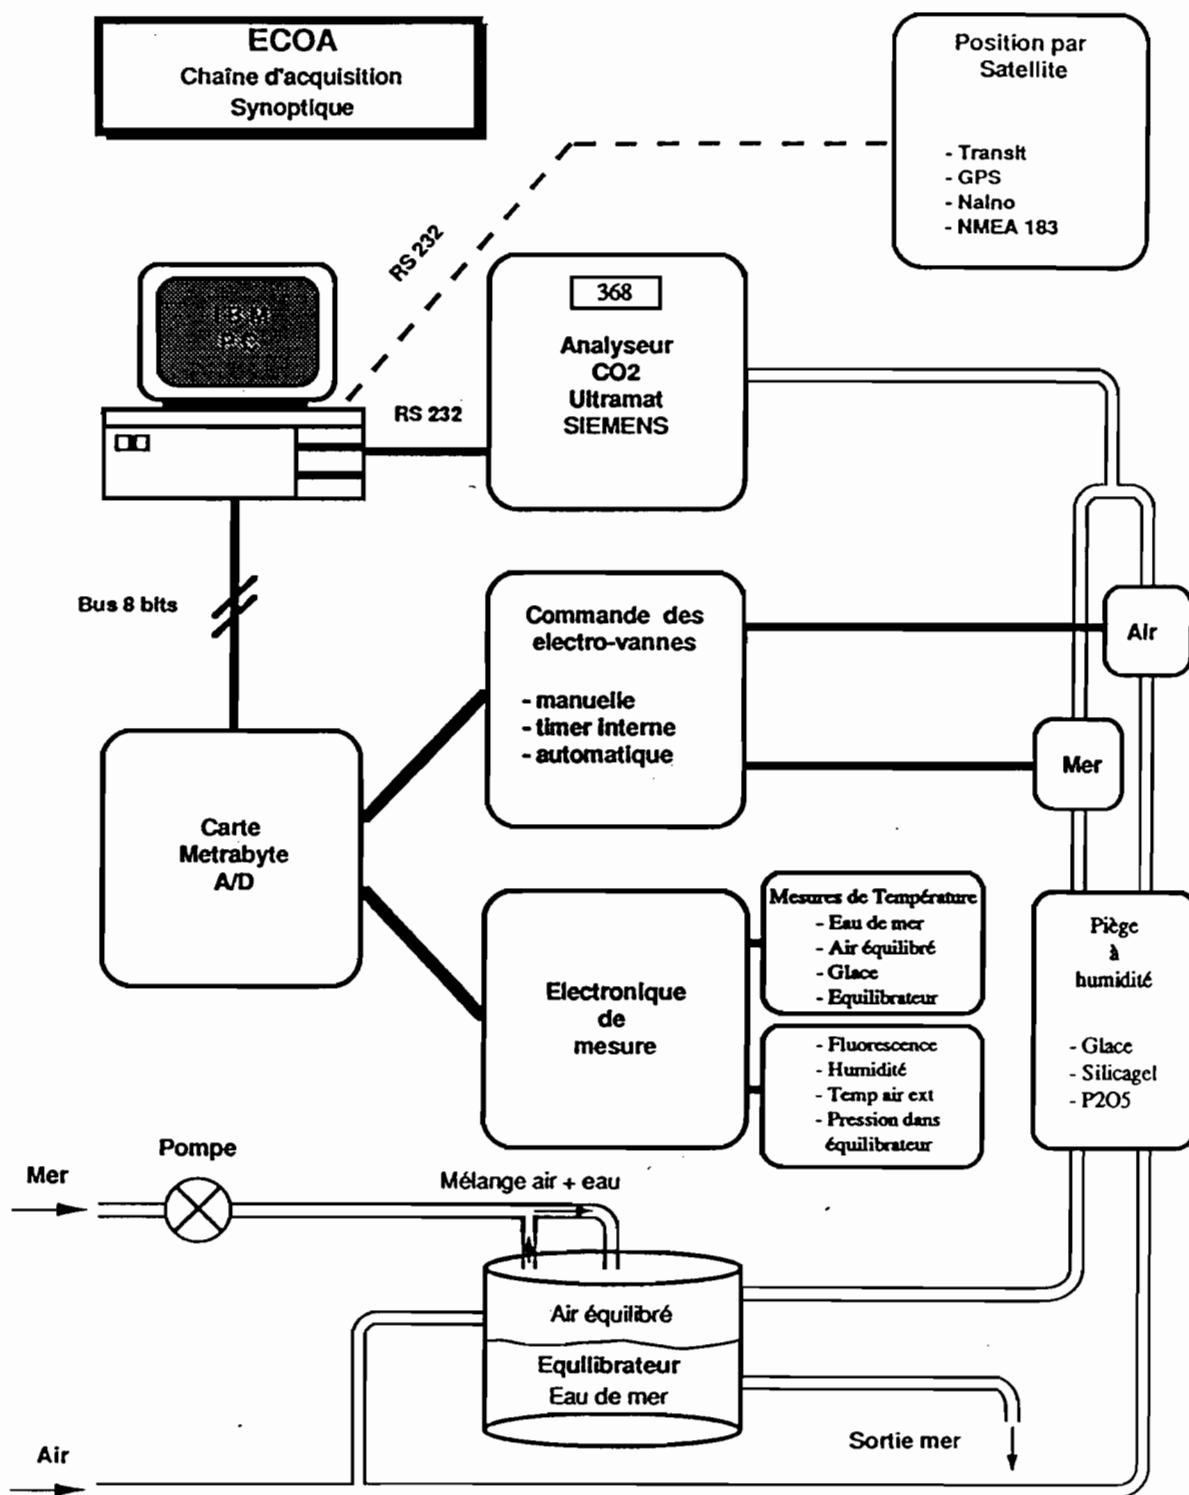 ECOA
Chaîne d'acquisition
Synoptique
Position par
Satellite
- Transit
- GPS
- Naino
- NMEA 183
RS 232
IBM
PC
368
Analyseur
CO2
Ultramat
SIEMENS
RS 232
Bus 8 bits
Commande des
electro-vannes
- manuelle
- timer interne
- automatique
Air
Mer
Carte
Metrabyte
A/D
Electronique
de
mesure
Mesures de Température
- Eau de mer
- Air équilibré
- Glace
- Equilibrateur
- Fluorescence
- Humidité
- Temp air ext
- Pression dans
équilibrateur
Piège
à
humidité
- Glace
- Silicagel
- P2O5
Pompe
Mer
Mélange air + eau
Air équilibré
Equilibrateur
Eau de mer
Sortie mer
Air